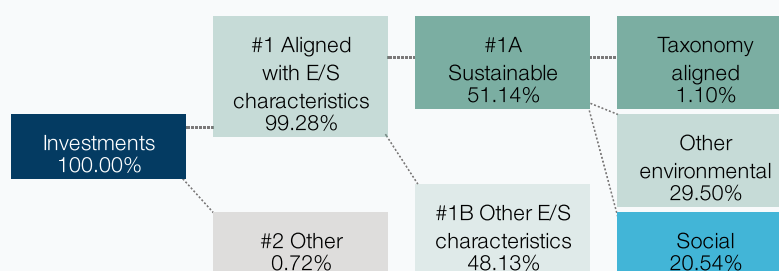 #1 Aligned
with E/S
characteristics
99.28%
#1A
Sustainable
51.14%
Taxonomy
aligned
1.10%
Investments
100.00%
Other
environmental
29.50%
#1B Other E/S
characteristics
48.13%
#2 Other
0.72%
Social
20.54%